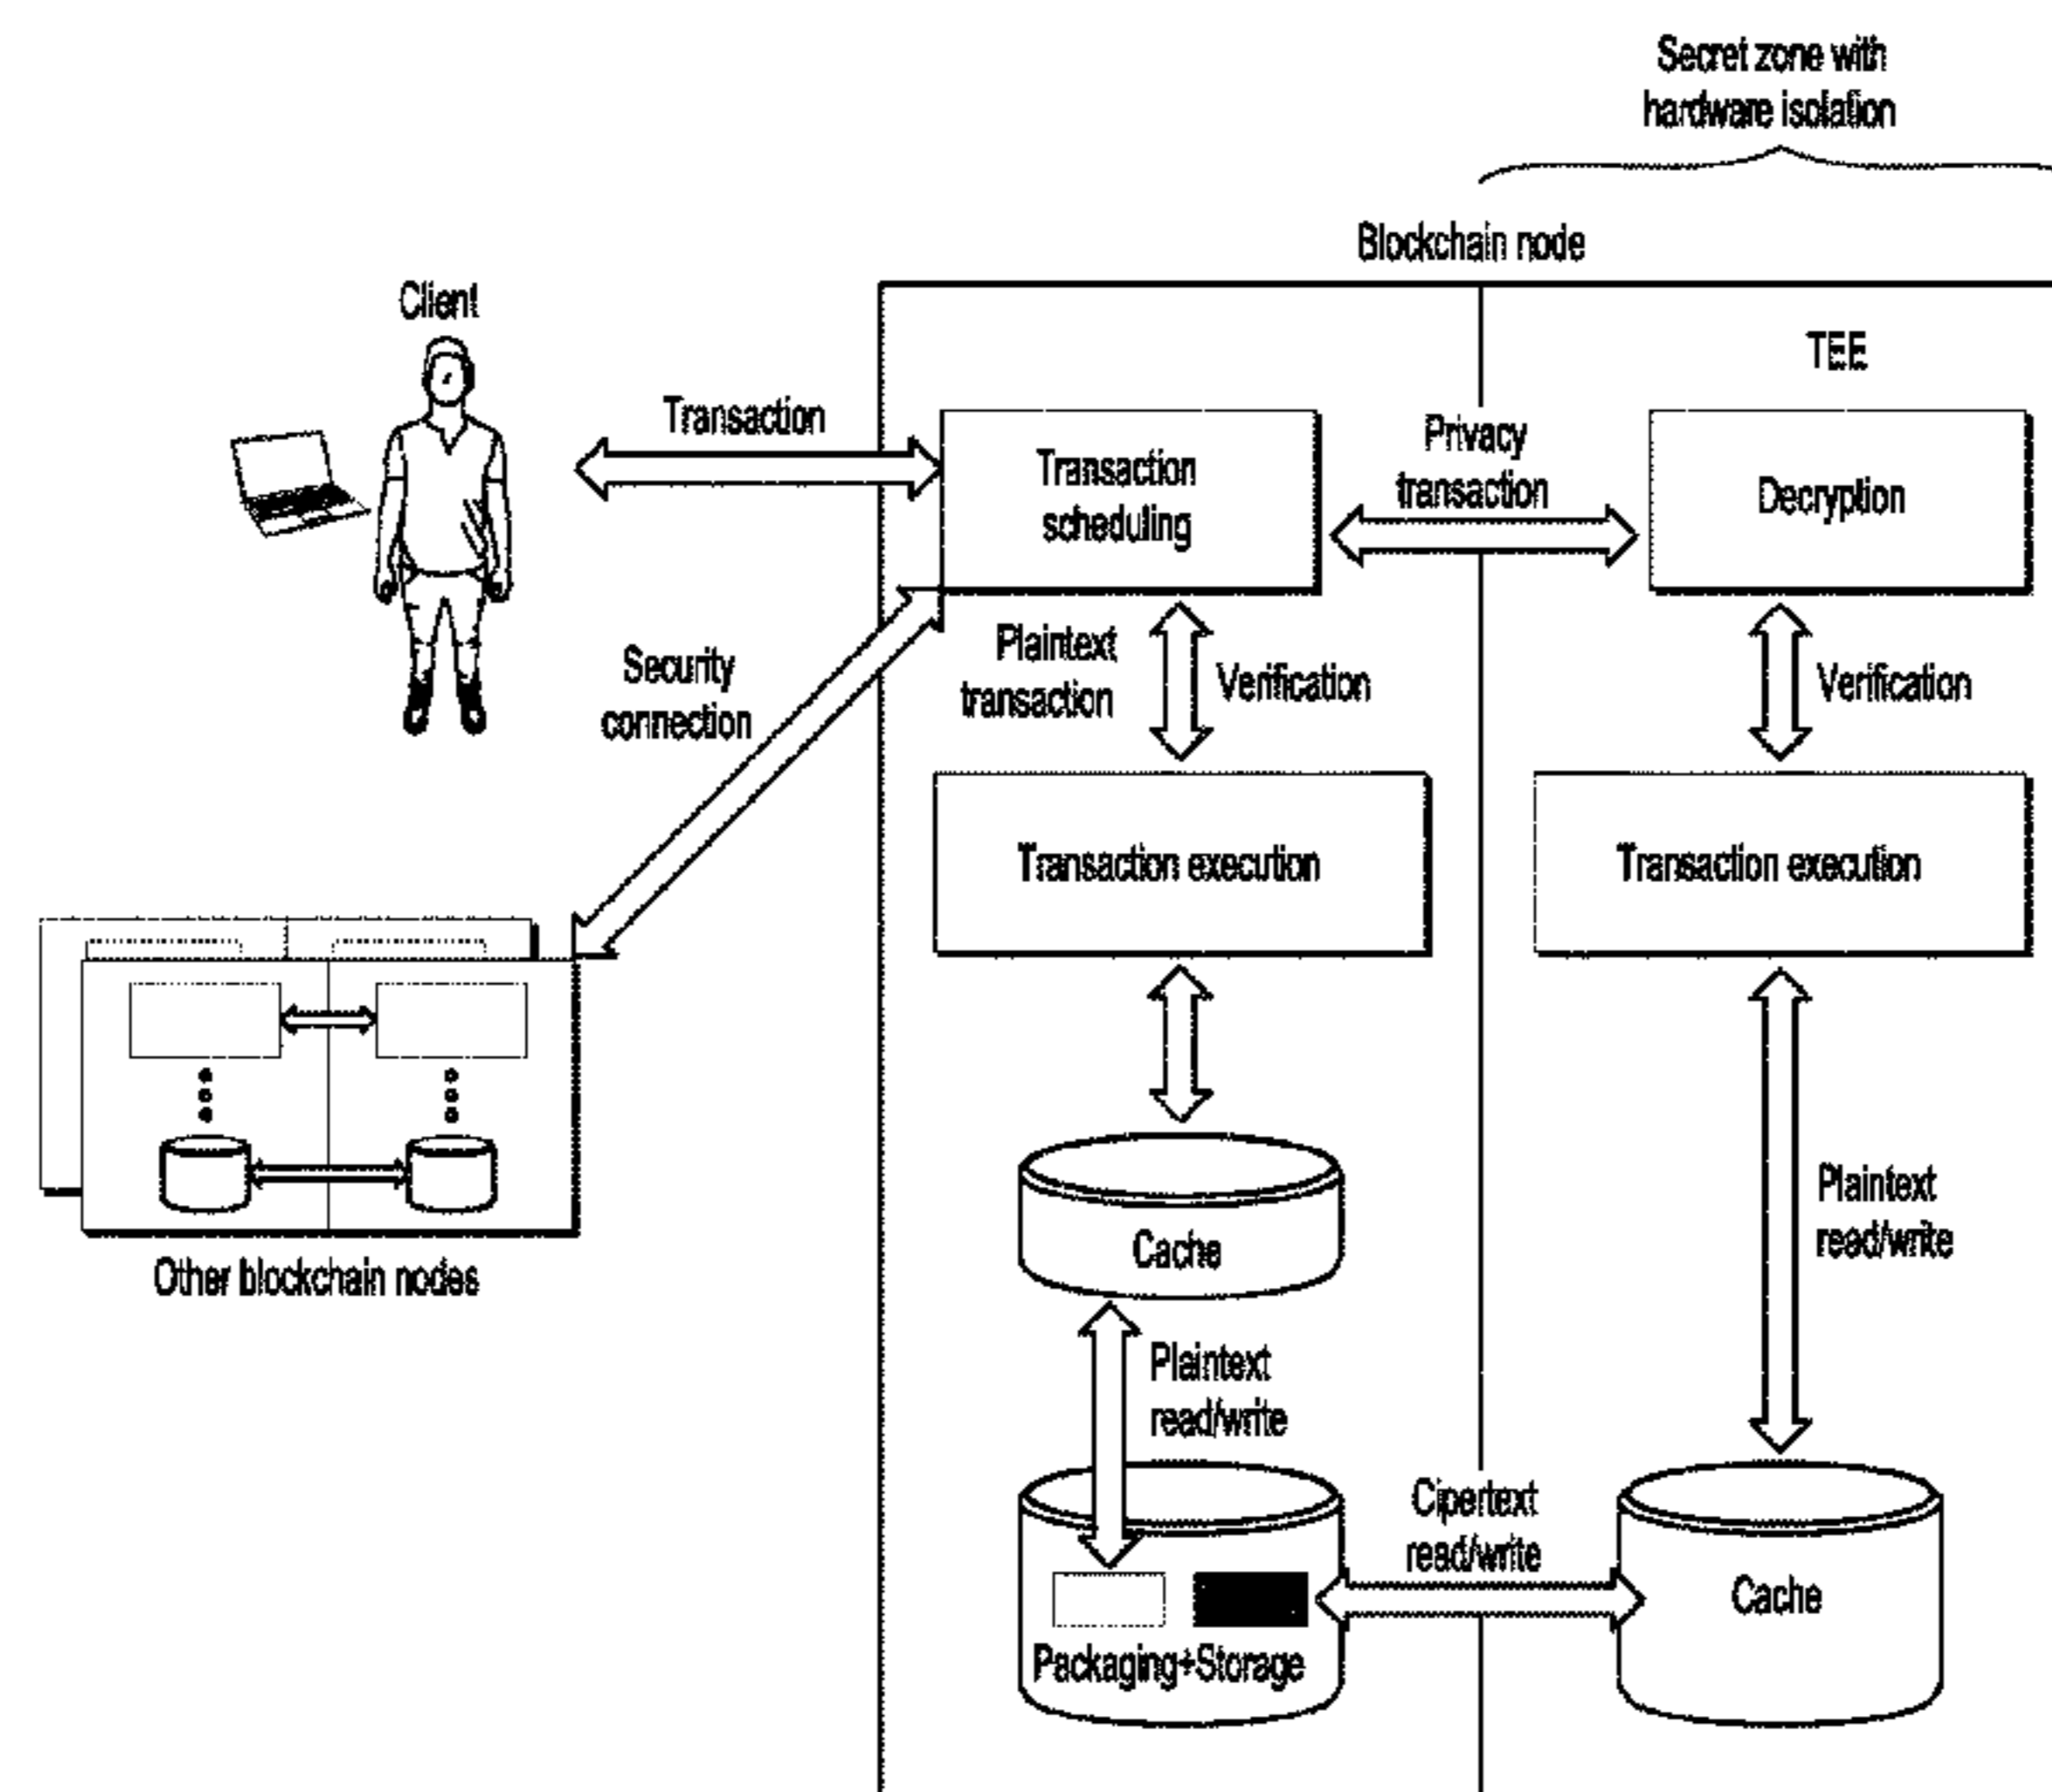 Secret zone with
hardware isolation
Blockchain node
Client
TEE
Transaction
Privacy
transaction
Transaction
scheduling
Decryption
Security
connection
Plaintext
transaction
Verification
Verification
Transaction execution
Transaction execution
Plaintext
read/write
Cache
Other blockchain nodes
Plaintext
read/write
Cipertext
read/write
Cache
Packaging+Storage